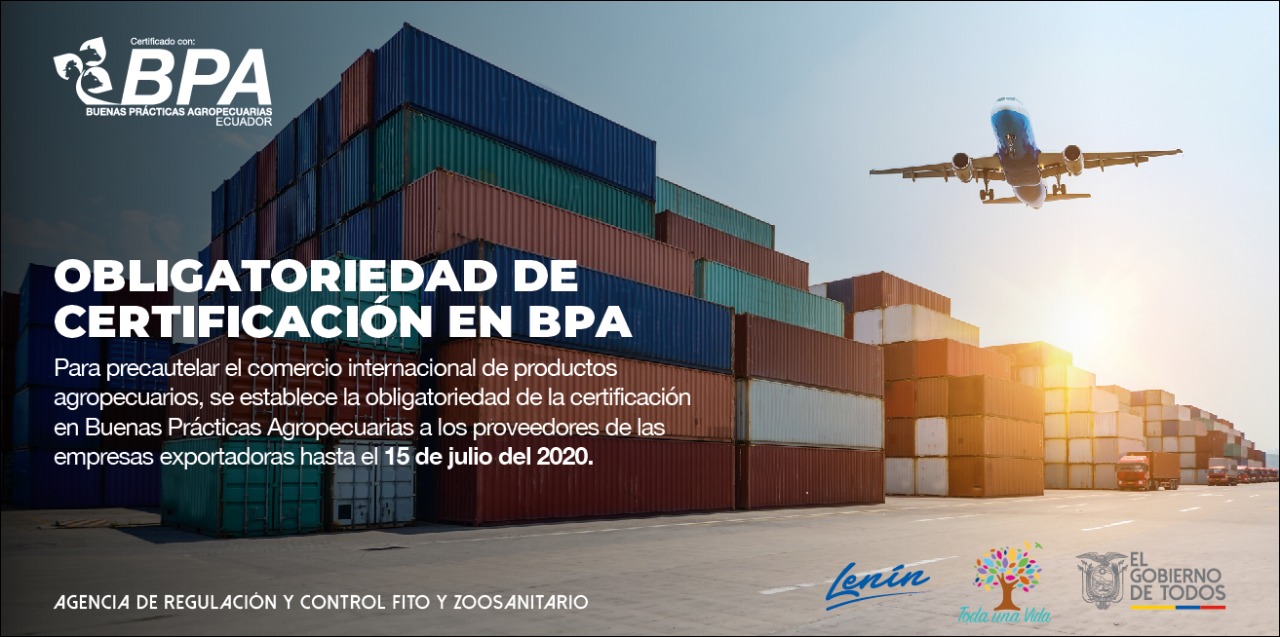 Certificado con:
BPA
BUENAS PRÁCTICAS AGROPECUARIAS
ECUADOR
OBLIGATORIEDAD DE
CERTIFICACIÓN EN BPA
Para precautelar el comercio internacional de productos
agropecuarios, se establece la obligatoriedad de la certificación
en Buenas Prácticas Agropecuarias a los proveedores de las
empresas exportadoras hasta el 15 de julio del 2020.
AGENCIA DE REGULACIÓN Y CONTROL FITO Y ZOOSANITARIO
Lenín
Toda una Vida
EL
GOBIERNO
DE TODOS